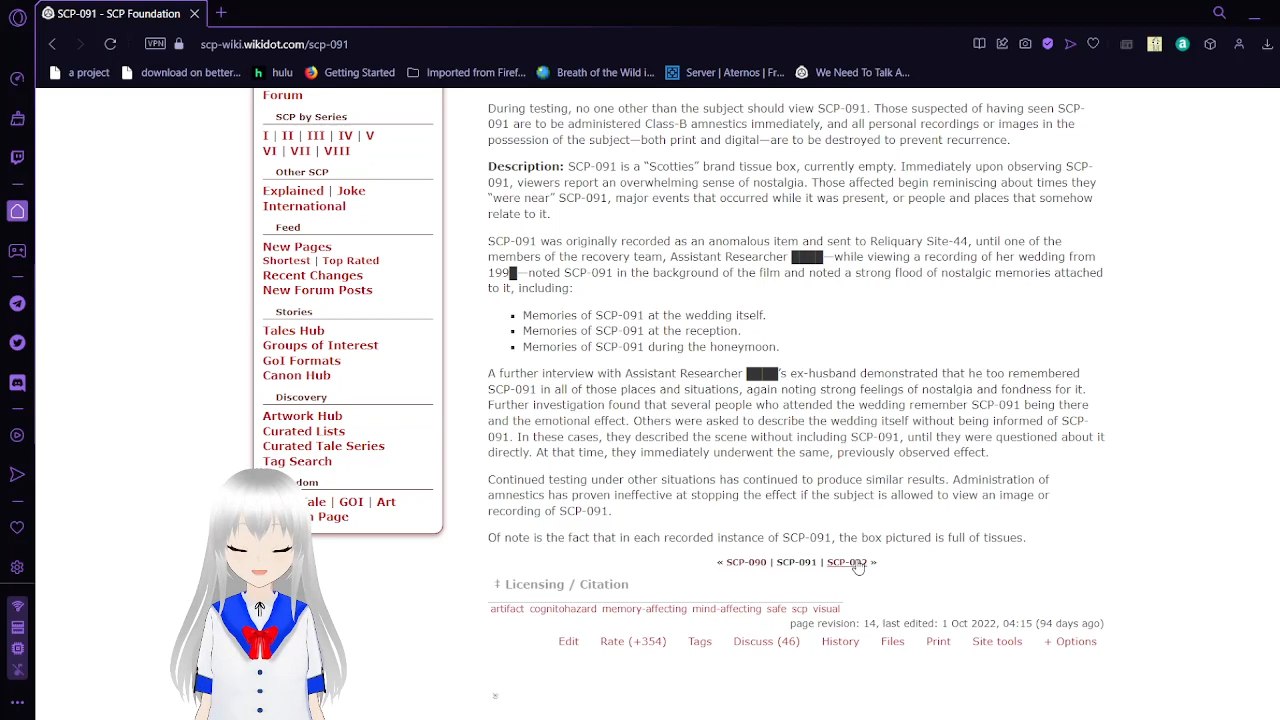 SCP-091 - SCP Foundation
VPN
scp-wiki.wikidot.com/scp-091
a project
download on better...
hulu
Getting Started
Imported from Firef...
Breath of the Wild i...
Server | Aternos | Fr...
We Need To Talk A...
Forum
SCP by Series
I | II | III | IV | V
VI | VII | VIII
Other SCP
Explained | Joke
International
Feed
New Pages
Shortest | Top Rated
Recent Changes
New Forum Posts
Stories
Tales Hub
Groups of Interest
GoI Formats
Canon Hub
Discovery
Artwork Hub
Curated Lists
Curated Tale Series
Tag Search
GOI | Art
Page
During testing, no one other than the subject should view SCP-091. Those suspected of having seen SCP-
091 are to be administered Class-B amnestics immediately, and all personal recordings or images in the
possession of the subject—both print and digital—are to be destroyed to prevent recurrence.
Description: SCP-091 is a “Scotties” brand tissue box, currently empty. Immediately upon observing SCP-
091, viewers report an overwhelming sense of nostalgia. Those affected begin reminiscing about times they
“were near” SCP-091, major events that occurred while it was present, or people and places that somehow
relate to it.
SCP-091 was originally recorded as an anomalous item and sent to Reliquary Site-44, until one of the
members of the recovery team, Assistant Researcher ████—while viewing a recording of her wedding from
199█—noted SCP-091 in the background of the film and noted a strong flood of nostalgic memories attached
to it, including:
Memories of SCP-091 at the wedding itself.
Memories of SCP-091 at the reception.
Memories of SCP-091 during the honeymoon.
A further interview with Assistant Researcher ████’s ex-husband demonstrated that he too remembered
SCP-091 in all of those places and situations, again noting strong feelings of nostalgia and fondness for it.
Further investigation found that several people who attended the wedding remember SCP-091 being there
and the emotional effect. Others were asked to describe the wedding itself without being informed of SCP-
091. In these cases, they described the scene without including SCP-091, until they were questioned about it
directly. At that time, they immediately underwent the same, previously observed effect.
Continued testing under other situations has continued to produce similar results. Administration of
amnestics has proven ineffective at stopping the effect if the subject is allowed to view an image or
recording of SCP-091.
Of note is the fact that in each recorded instance of SCP-091, the box pictured is full of tissues.
« SCP-090 | SCP-091 | SCP-092 »
‡ Licensing / Citation
artifact cognitohazard memory-affecting mind-affecting safe scp visual
page revision: 14, last edited: 1 Oct 2022, 04:15 (94 days ago)
Edit Rate (+354) Tags Discuss (46) History Files Print Site tools + Options